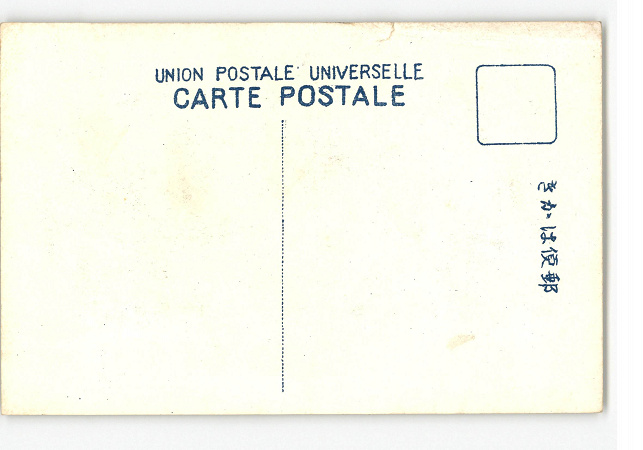 UNION POSTALE UNIVERSELLE
CARTE POSTALE
郵便はかき